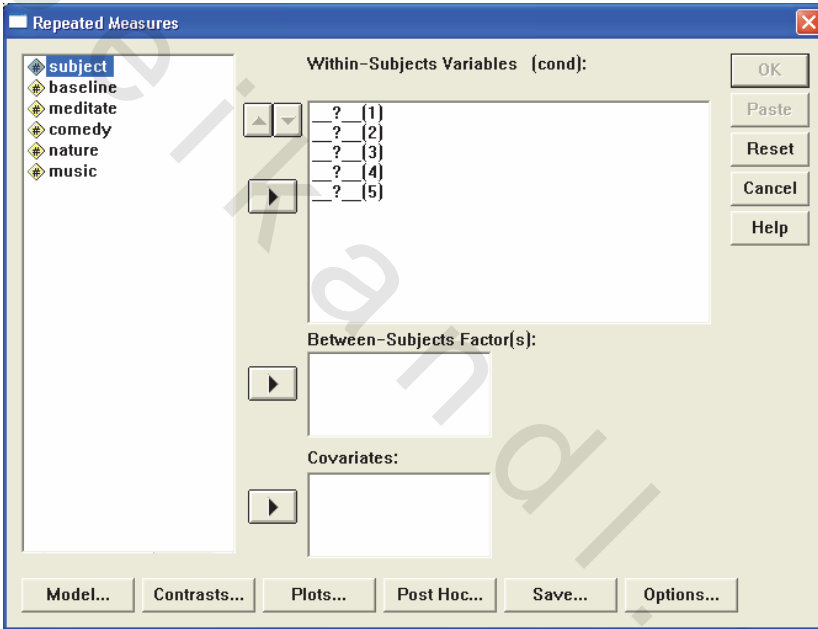 Repeated Measures
subject
baseline
meditate
comedy
nature
music
Within-Subjects Variables (cond):
__?__(1)
__?__(2)
__?__(3)
__?__(4)
__?__(5)
Between-Subjects Factor(s):
Covariates:
OK
Paste
Reset
Cancel
Help
Model...
Contrasts...
Plots...
Post Hoc...
Save...
Options...
eikandl.